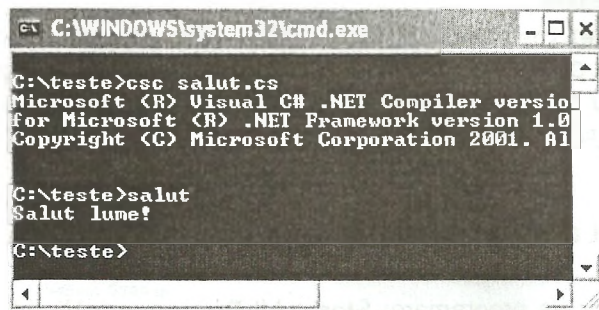 C:\WINDOWS\system32\cmd.exe
C:\teste>csc salut.cs
Microsoft (R) Visual C# .NET Compiler versio
for Microsoft (R) .NET Framework version 1.0
Copyright (C) Microsoft Corporation 2001. Al
C:\teste>salut
Salut lume!
C:\teste>